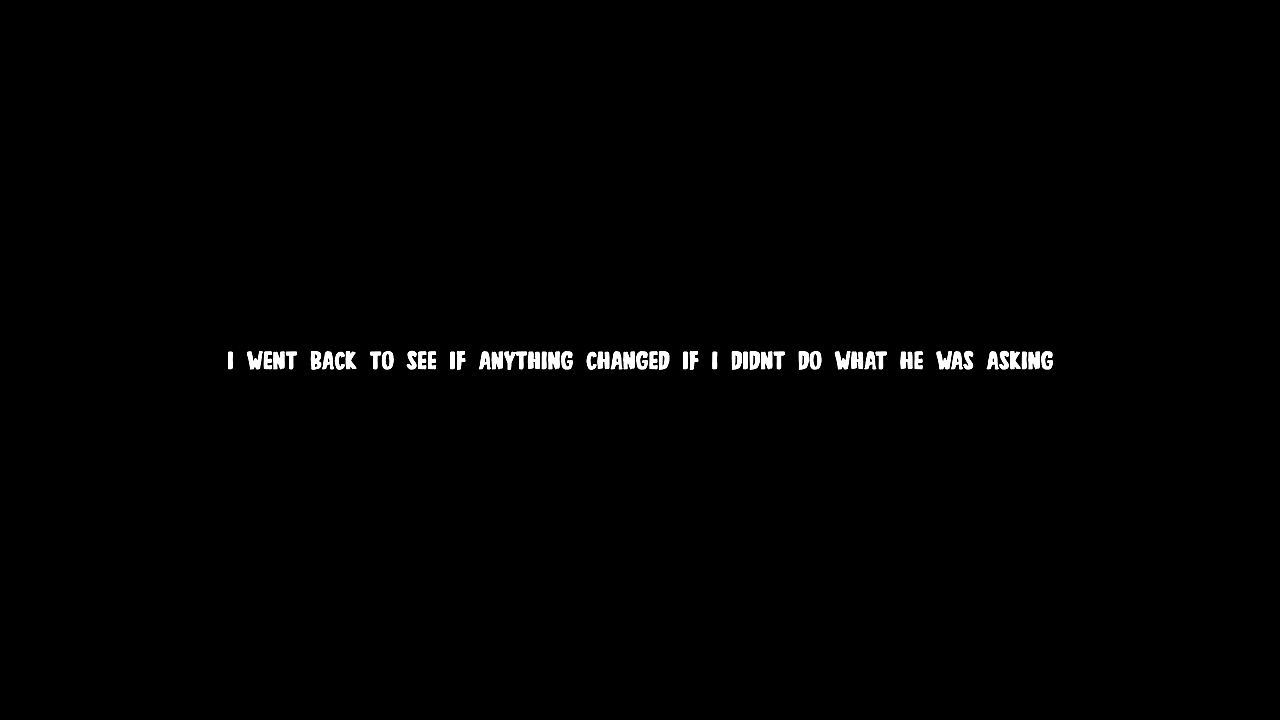 I WENT BACK TO SEE IF ANYTHING CHANGED IF I DIDNT DO WHAT HE WAS ASKING